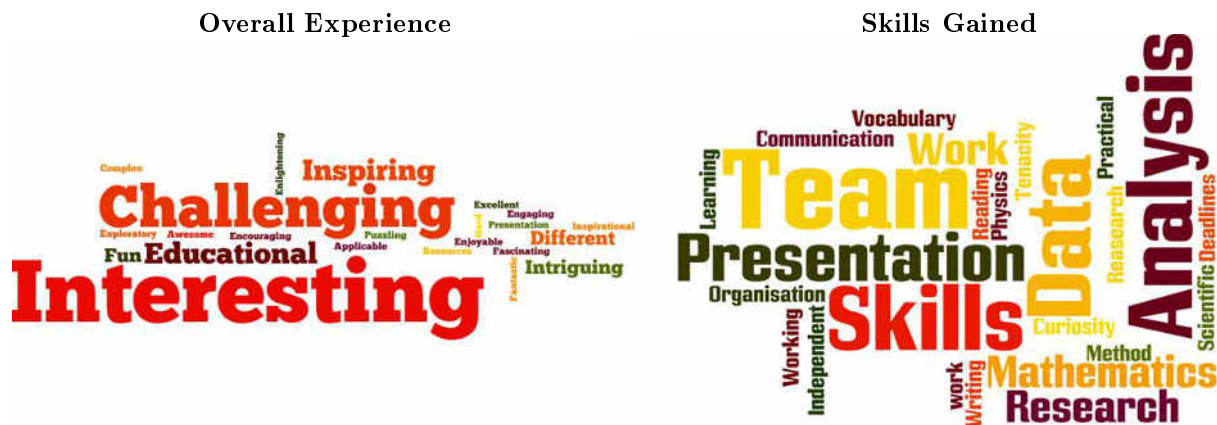 Overall Experience
Complex
Enlightening
Inspiring
Challenging
Excellent
Engaging
Hard
Presentation
Inspirational
Exploratory
Awesome
Encouraging
Puzzling
Different
Fun
Educational
Applicable
Enjoyable
Resources
Fascinating
Fantastic
Intriguing
Interesting
Skills Gained
Analysis
Vocabulary
Practical
Communication
Work
Tenacity
Learning
Team
Reading
Physics
Data
Reasearch
Deadlines
Presentation
Organisation
Skills
Scientific
Curiosity
Working
Independent
Method
Mathematics
work
Writing
Research